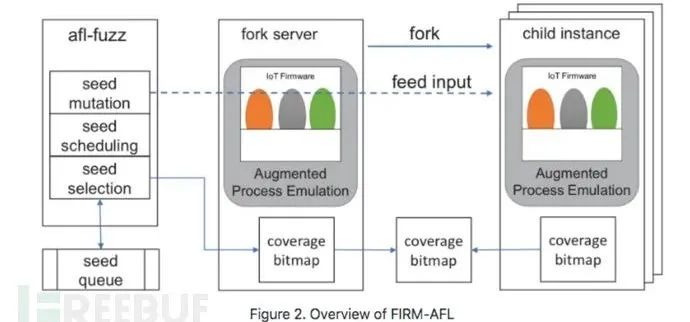 afl-fuzz
seed
mutation
seed
scheduling
seed
selection
seed
queue
fork server
IoT Firmware
Augmented
Process Emulation
coverage
bitmap
fork
feed input
coverage
bitmap
child instance
IoT Firmware
Augmented
Process Emulation
coverage
bitmap
FREEBUF
Figure 2. Overview of FIRM-AFL